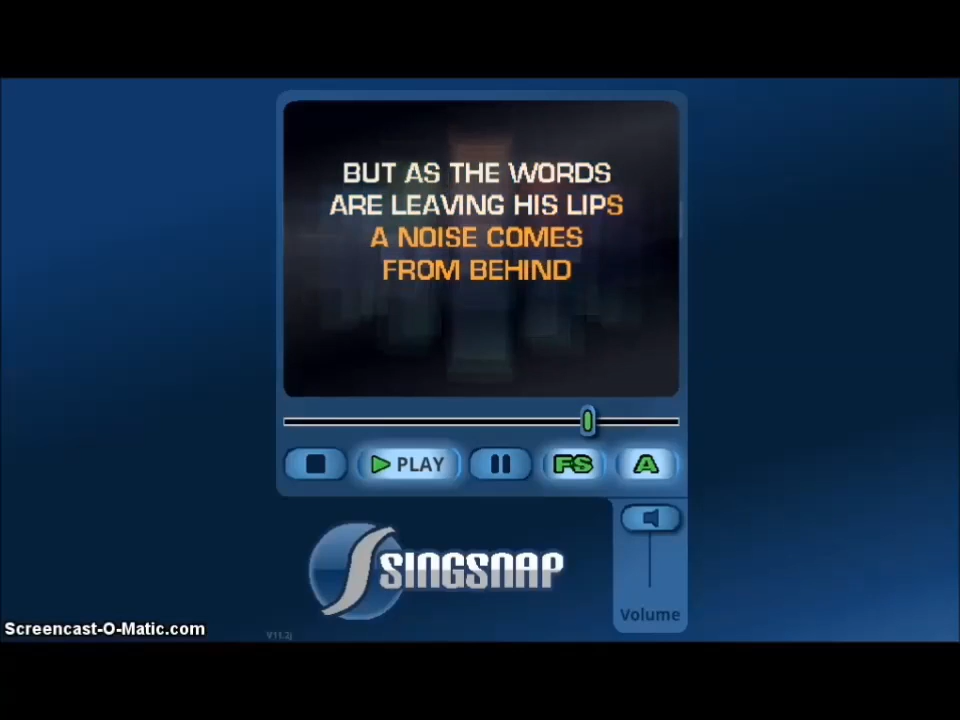 BUT AS THE WORDS
ARE LEAVING HIS LIPS
A NOISE COMES
FROM BEHIND
PLAY
FS
A
SINGSNAP
Volume
Screencast-O-Matic.com